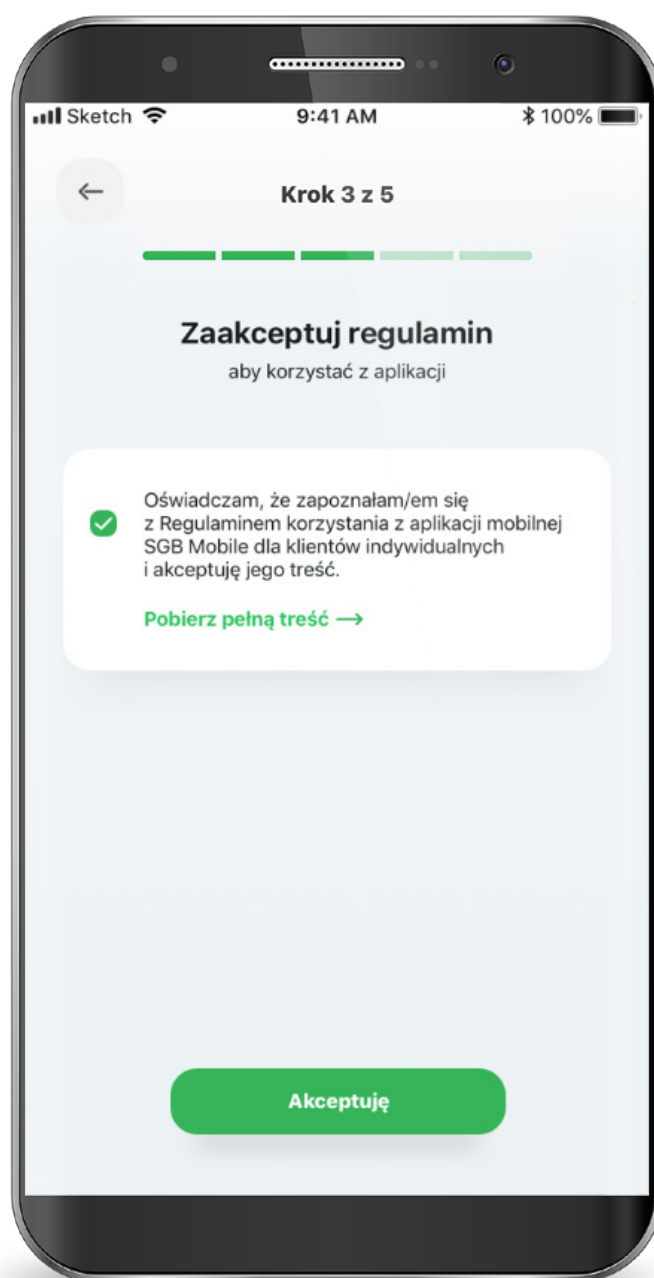 Sketch 9:41 AM 100%
Krok 3 z 5
Zaakceptuj regulamin
aby korzystać z aplikacji
Oświadczam, że zapoznałam/em się
z Regulaminem korzystania z aplikacji mobilnej
SGB Mobile dla klientów indywidualnych
i akceptuję jego treść.
Pobierz pełną treść →
Akceptuję